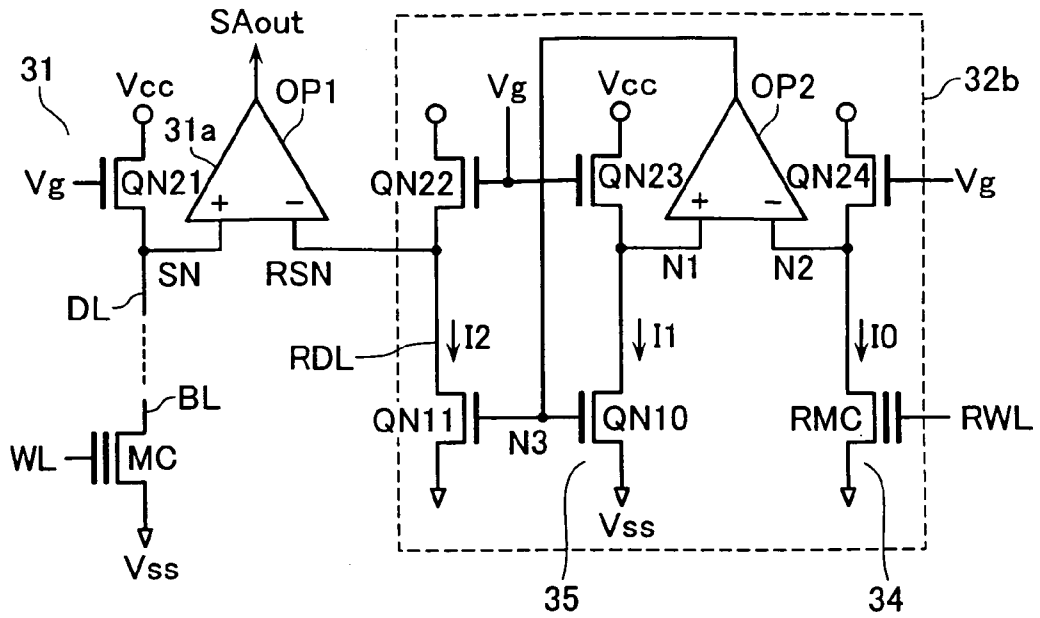 SAout
31
Vcc
OP1
31a
Vg
QN21
+ −
SN
RSN
DL
BL
WL
MC
Vss
32b
Vg
Vcc
OP2
QN22
QN23
QN24
Vg
+ −
N1
N2
RDL
I2
I1
I0
QN11
N3
QN10
RMC
RWL
Vss
35
34